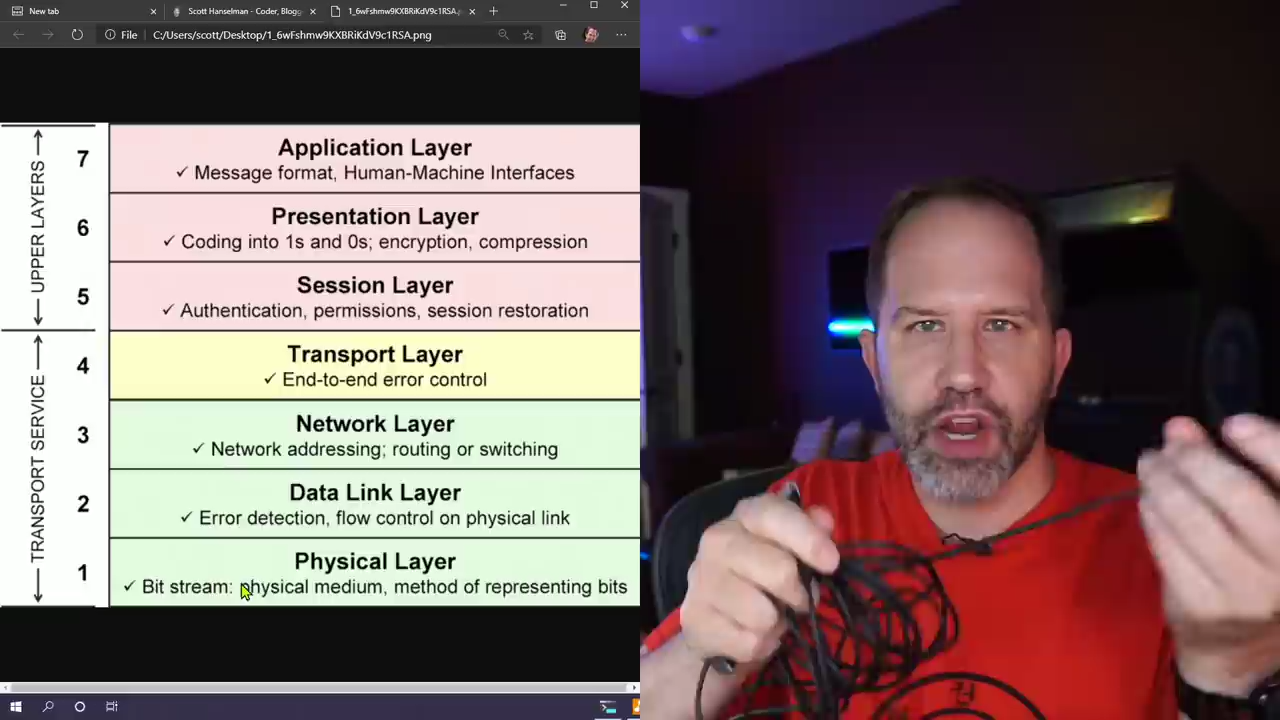 New tab
Scott Hanselman - Coder, Blogg
1_6wFshmw9KXBRiKdV9c1RSA.png
File
C:/Users/scott/Desktop/1_6wFshmw9KXBRiKdV9c1RSA.png
UPPER LAYERS
TRANSPORT SERVICE
7
Application Layer
✓ Message format, Human-Machine Interfaces
6
Presentation Layer
✓ Coding into 1s and 0s; encryption, compression
5
Session Layer
✓ Authentication, permissions, session restoration
4
Transport Layer
✓ End-to-end error control
3
Network Layer
✓ Network addressing; routing or switching
2
Data Link Layer
✓ Error detection, flow control on physical link
1
Physical Layer
✓ Bit stream: physical medium, method of representing bits